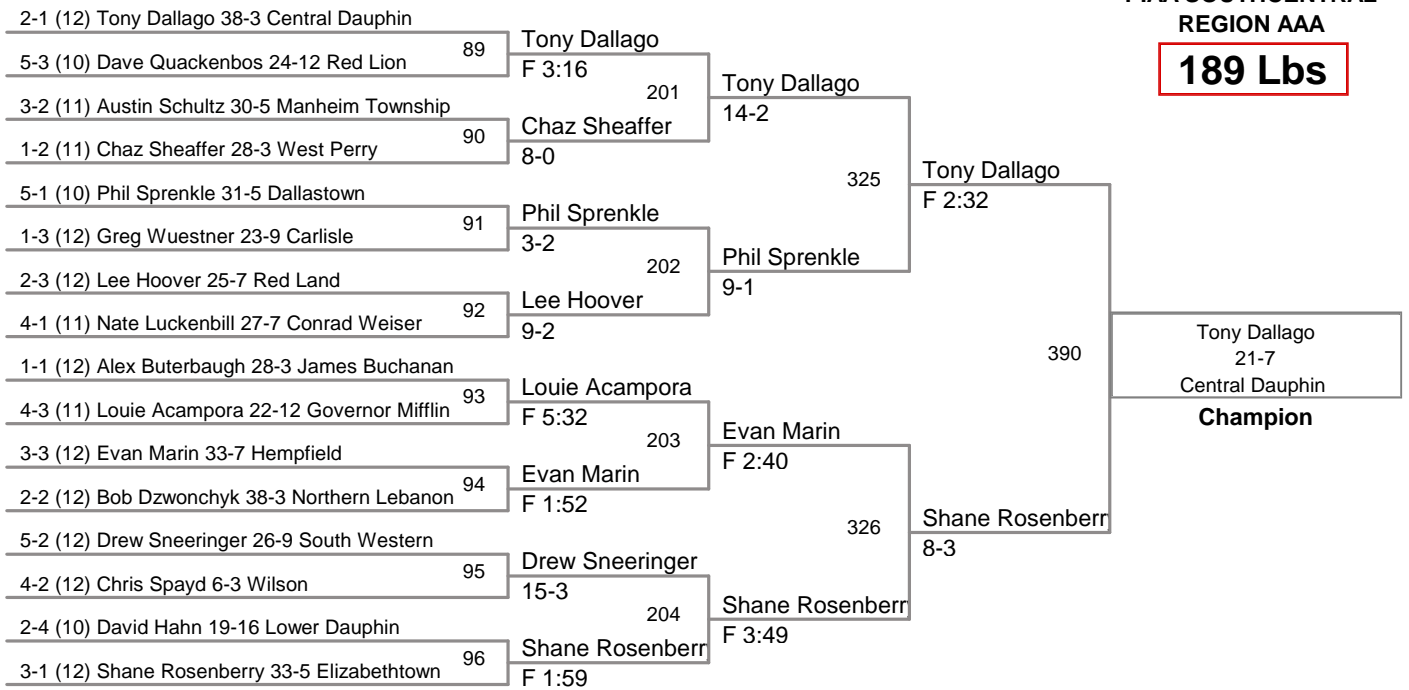 REGION AAA
189 Lbs
2-1 (12) Tony Dallago 38-3 Central Dauphin
5-3 (10) Dave Quackenbos 24-12 Red Lion
3-2 (11) Austin Schultz 30-5 Manheim Township
1-2 (11) Chaz Sheaffer 28-3 West Perry
5-1 (10) Phil Sprenkle 31-5 Dallastown
1-3 (12) Greg Wuestner 23-9 Carlisle
2-3 (12) Lee Hoover 25-7 Red Land
4-1 (11) Nate Luckenbill 27-7 Conrad Weiser
1-1 (12) Alex Buterbaugh 28-3 James Buchanan
4-3 (11) Louie Acampora 22-12 Governor Mifflin
3-3 (12) Evan Marin 33-7 Hempfield
2-2 (12) Bob Dzwonchyk 38-3 Northern Lebanon
5-2 (12) Drew Sneeringer 26-9 South Western
4-2 (12) Chris Spayd 6-3 Wilson
2-4 (10) David Hahn 19-16 Lower Dauphin
3-1 (12) Shane Rosenberry 33-5 Elizabethtown
89
90
91
92
93
94
95
96
Tony Dallago
F 3:16
Chaz Sheaffer
8-0
Phil Sprenkle
3-2
Lee Hoover
9-2
Louie Acampora
F 5:32
Evan Marin
F 1:52
Drew Sneeringer
15-3
Shane Rosenberr
F 1:59
201
202
203
204
Tony Dallago
14-2
Phil Sprenkle
9-1
Evan Marin
F 2:40
Shane Rosenberr
F 3:49
325
326
Tony Dallago
F 2:32
Shane Rosenberr
8-3
390
Tony Dallago
21-7
Central Dauphin
Champion